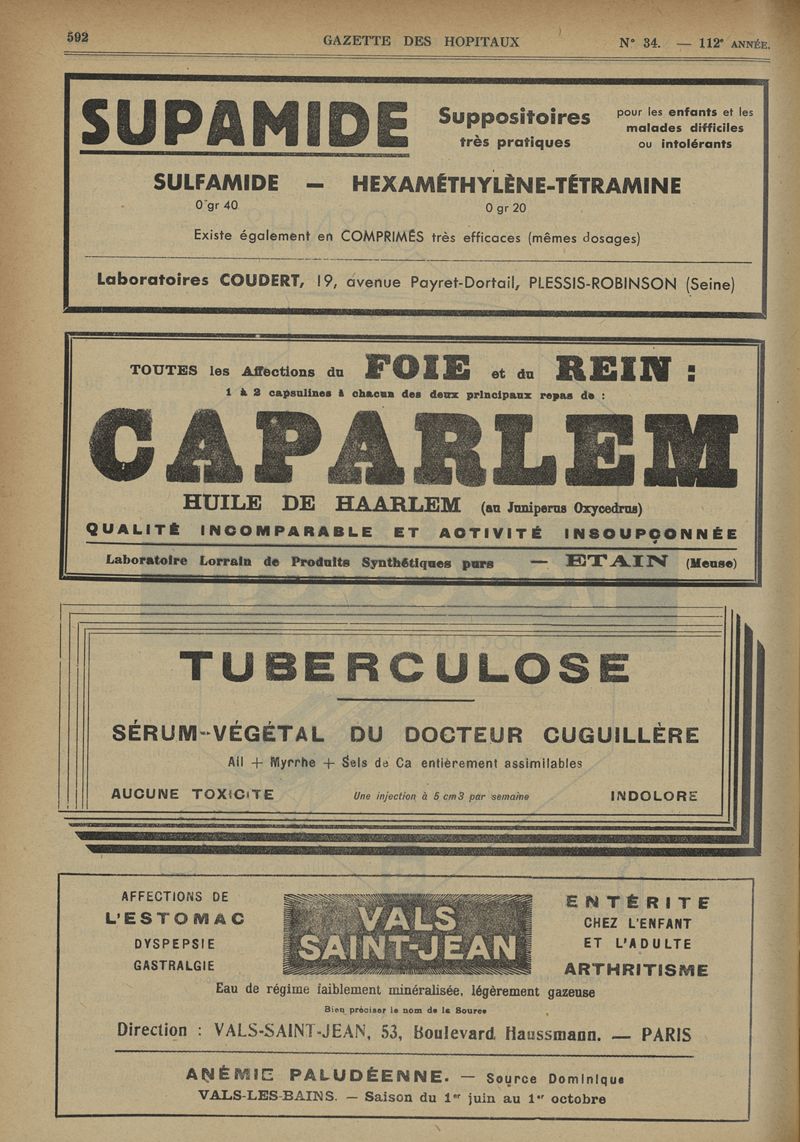 592
GAZETTE DES HOPITAUX
N° 34. — 112e ANNÉE.
SUPAMIDE
Suppositoires
très pratiques
pour les enfants et les
malades difficiles
ou intolérants
SULFAMIDE — HEXAMÉTHYLÈNE-TÉTRAMINE
0 gr 40
0 gr 20
Existe également en COMPRIMÉS très efficaces (mêmes dosages)
Laboratoires COUDERT, 19, avenue Payret-Dortail, PLESSIS-ROBINSON (Seine)
TOUTES les Affections du FOIE et du REIN :
1 à 2 capsulines à chacun des deux principaux repas de :
CAPARLEM
HUILE DE HAARLEM (au Juniperus Oxycedrus)
QUALITÉ INCOMPARABLE ET ACTIVITÉ INSOUPÇONNÉE
Laboratoire Lorrain de Produits Synthétiques purs — ETAIN (Meuse)
TUBERCULOSE
SÉRUM-VÉGÉTAL DU DOCTEUR CUGUILLÈRE
Ail + Myrrhe + Sels de Ca entièrement assimilables
AUCUNE TOXICITE
Une injection à 5 cm3 par semaine
INDOLORE
AFFECTIONS DE
L'ESTOMAC
DYSPEPSIE
GASTRALGIE
VALS
SAINT-JEAN
ENTÉRITE
CHEZ L'ENFANT
ET L'ADULTE
ARTHRITISME
Eau de régime faiblement minéralisée, légèrement gazeuse
Bien préciser le nom de la Source
Direction : VALS-SAINT-JEAN, 53, Boulevard Haussmann. — PARIS
ANÉMIE PALUDÉENNE. — Source Dominique
VALS-LES-BAINS. — Saison du 1er juin au 1er octobre